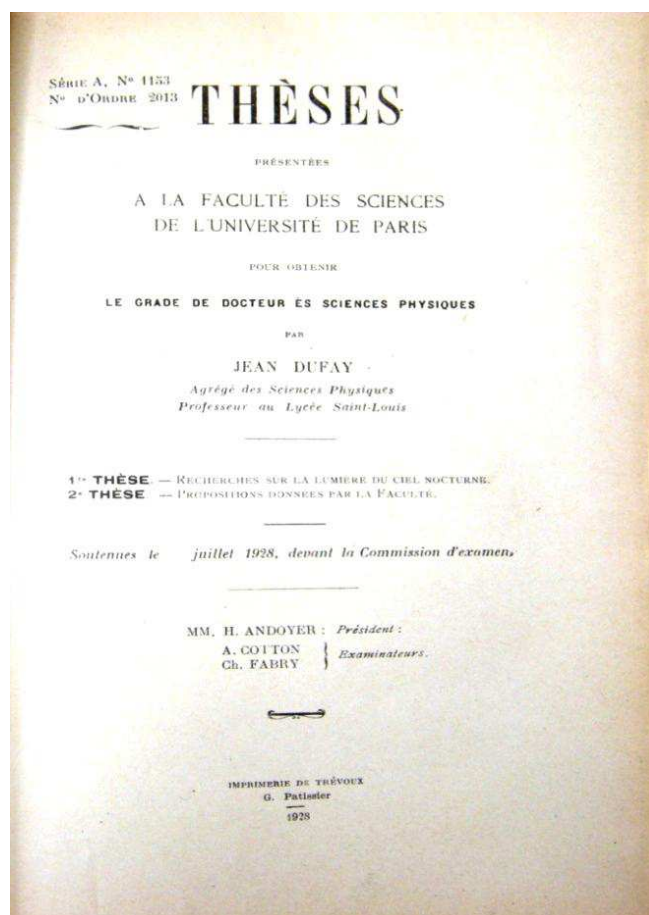 SÉRIE A, Nº 1153
Nº D'ORDRE 2013
THÈSES
PRÉSENTÉES
A LA FACULTÉ DES SCIENCES
DE L'UNIVERSITÉ DE PARIS
POUR OBTENIR
LE GRADE DE DOCTEUR ÈS SCIENCES PHYSIQUES
PAR
JEAN DUFAY
Agrégé des Sciences Physiques
Professeur au Lycée Saint-Louis
1re THÈSE. — RECHERCHES SUR LA LUMIÈRE DU CIEL NOCTURNE.
2e THÈSE — PROPOSITIONS DONNÉES PAR LA FACULTÉ.
Soutenues le juillet 1928, devant la Commission d'examen.
MM. H. ANDOYER : Président :
A. COTTON } Examinateurs.
Ch. FABRY
IMPRIMERIE DE TRÉVOUX
G. Patissier
1928